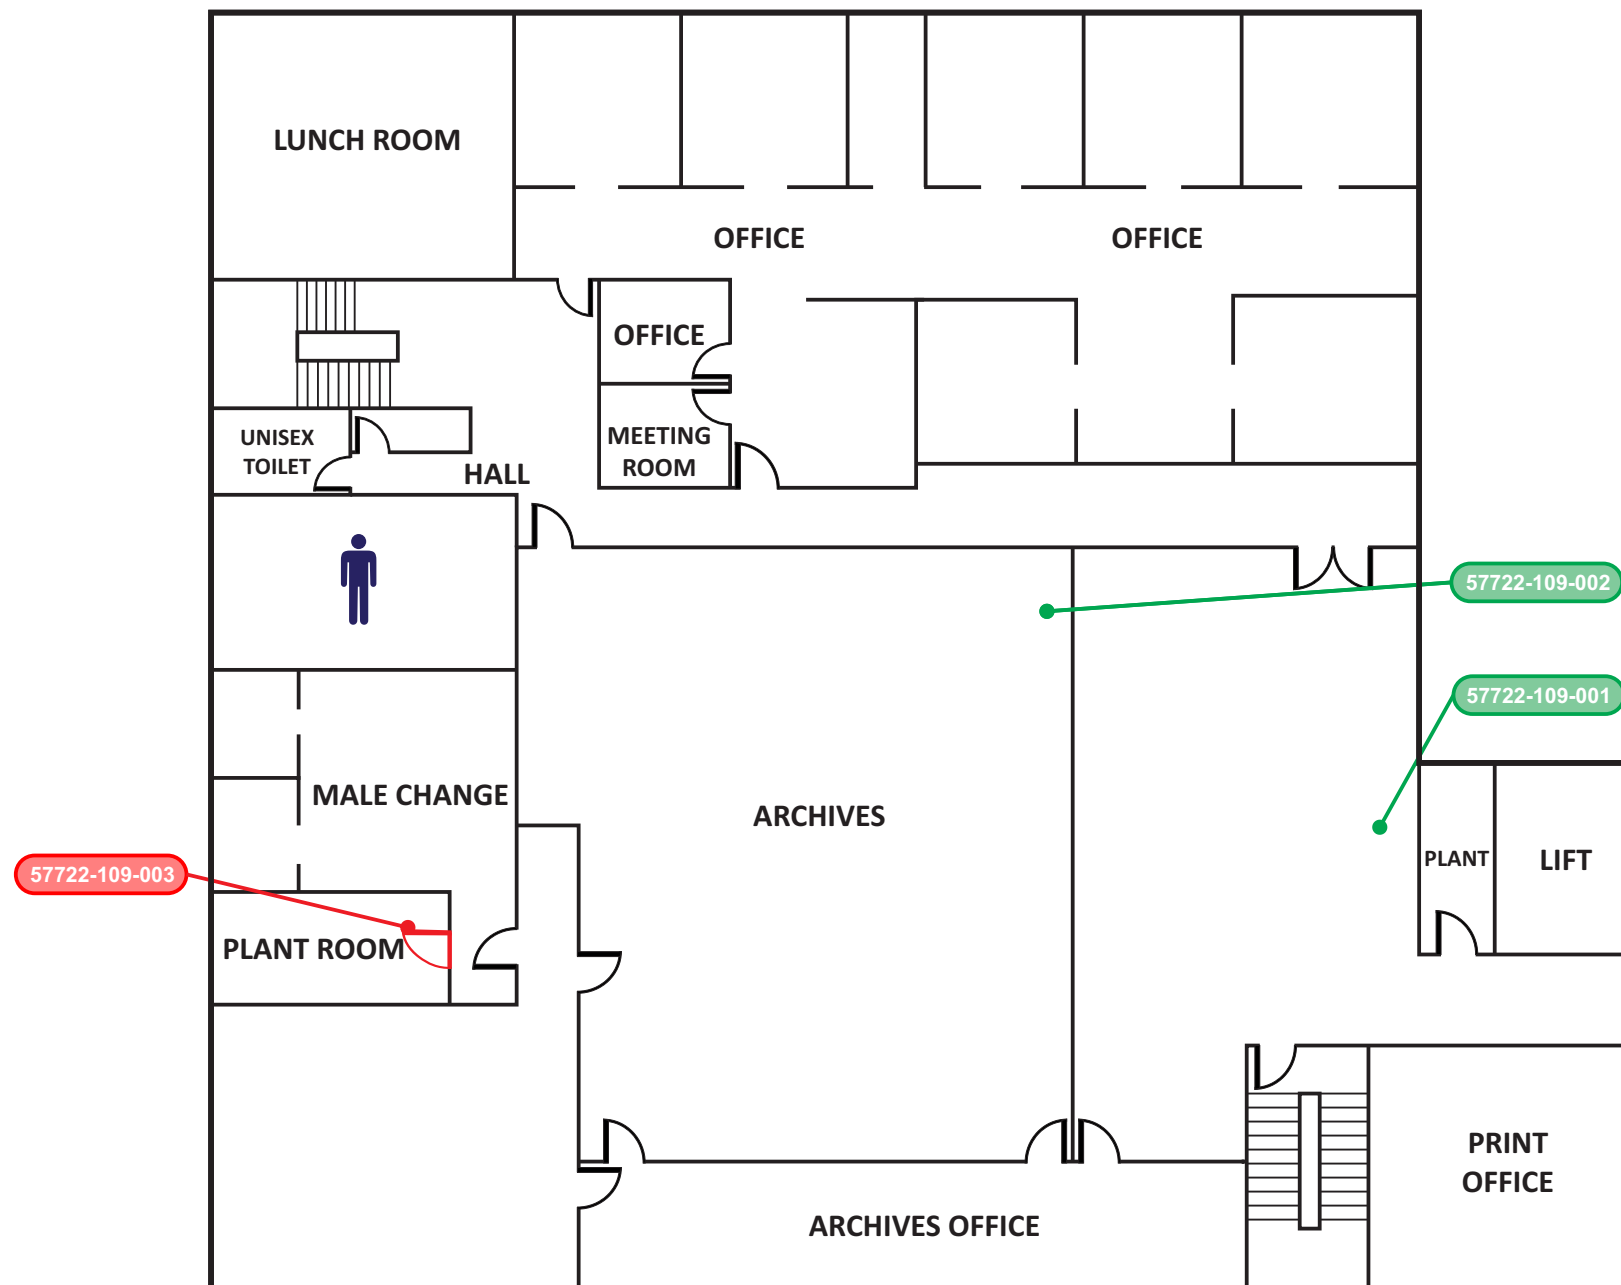 LUNCH ROOM
OFFICE
OFFICE
OFFICE
UNISEX
TOILET
MEETING
ROOM
HALL
57722-109-002
57722-109-001
MALE CHANGE
ARCHIVES
PLANT
LIFT
57722-109-003
PLANT ROOM
PRINT
OFFICE
ARCHIVES OFFICE